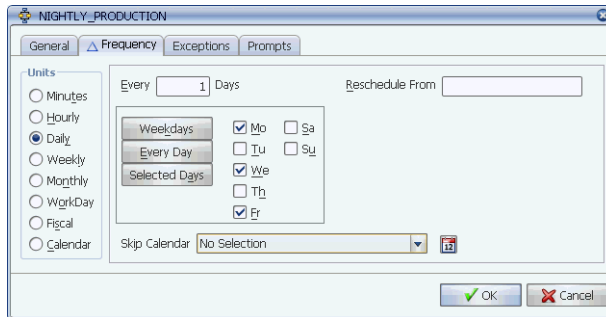 NIGHTLY_PRODUCTION
General Frequency Exceptions Prompts
Units
Minutes
Hourly
Daily
Weekly
Monthly
WorkDay
Fiscal
Calendar
Every 1 Days Reschedule From
Weekdays Mo Sa
Every Day Tu Su
Selected Days We
Th
Fr
Skip Calendar No Selection 12
OK Cancel